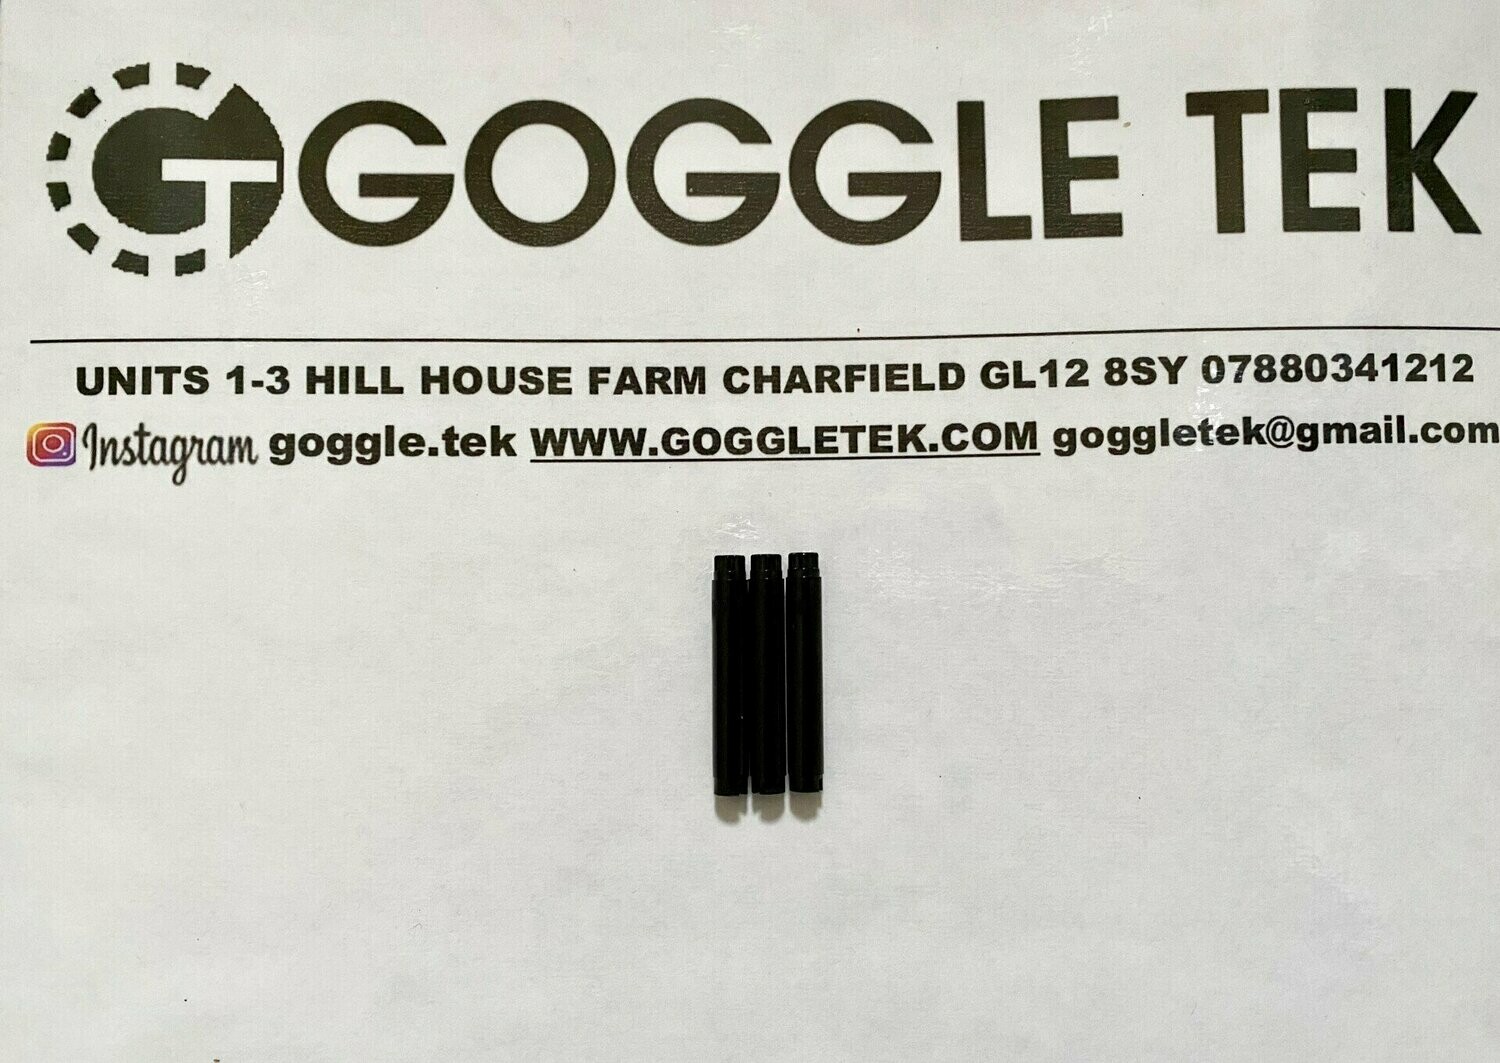 GT GOGGLE TEK
UNITS 1-3 HILL HOUSE FARM CHARFIELD GL12 8SY 07880341212
Instagram goggle.tek WWW.GOGGLETEK.COM goggletek@gmail.com